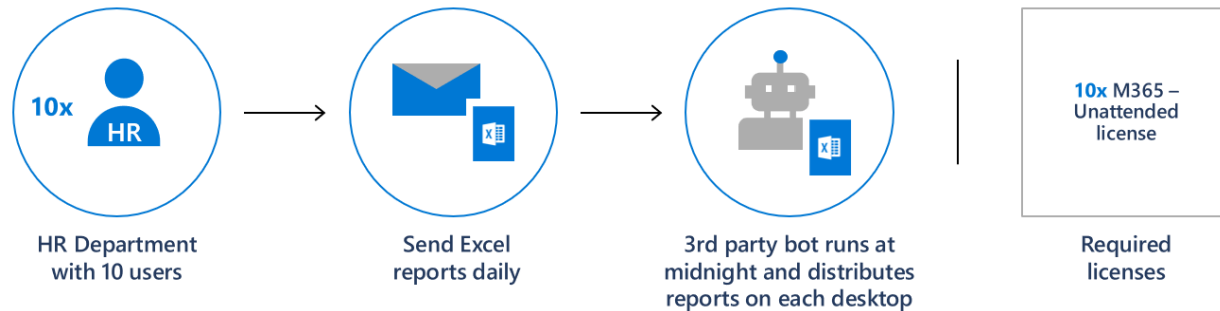 10x
HR
HR Department
with 10 users
X
Send Excel
reports daily
X
3rd party bot runs at
midnight and distributes
reports on each desktop
10x M365 –
Unattended
license
Required
licenses